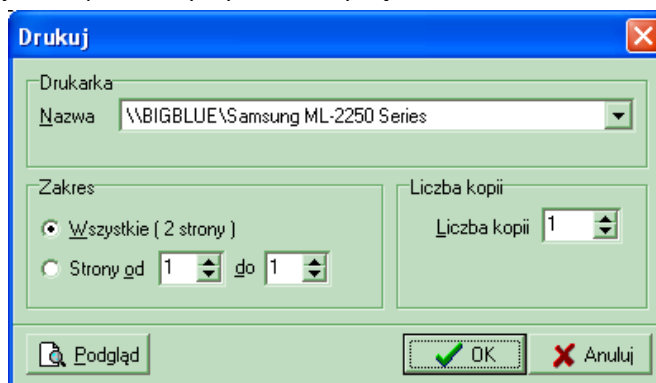 Drukuj
Drukarka
Nazwa \\BIGBLUE\Samsung ML-2250 Series
Zakres
Wszystkie ( 2 strony )
Strony od 1 do 1
Liczba kopii
Liczba kopii 1
Podgląd OK Anuluj